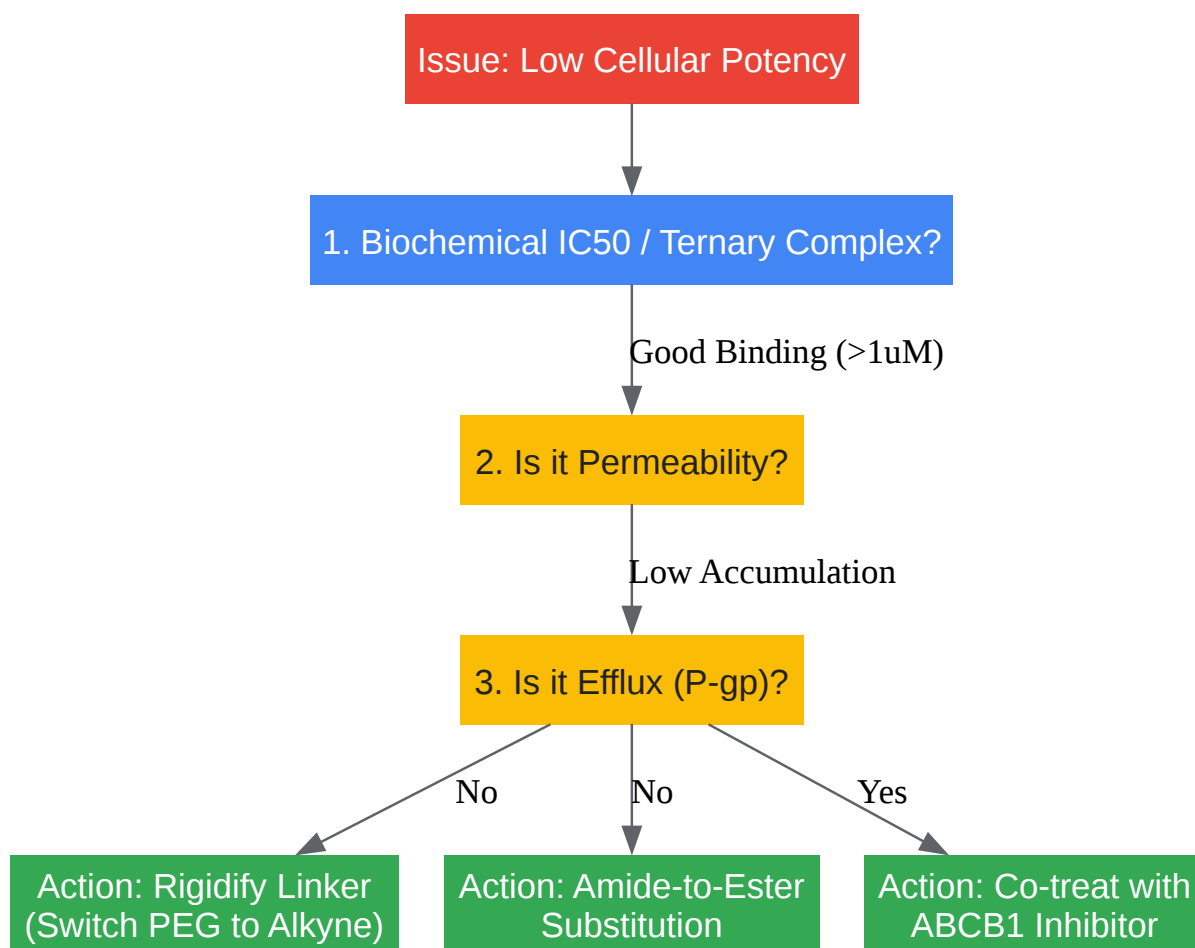 Issue: Low Cellular Potency
1. Biochemical IC50 / Ternary Complex?
Good Binding (>1uM)
2. Is it Permeability?
Low Accumulation
3. Is it Efflux (P-gp)?
No
No
Yes
Action: Rigidify Linker
(Switch PEG to Alkyne)
Action: Amide-to-Ester
Substitution
Action: Co-treat with
ABCB1 Inhibitor